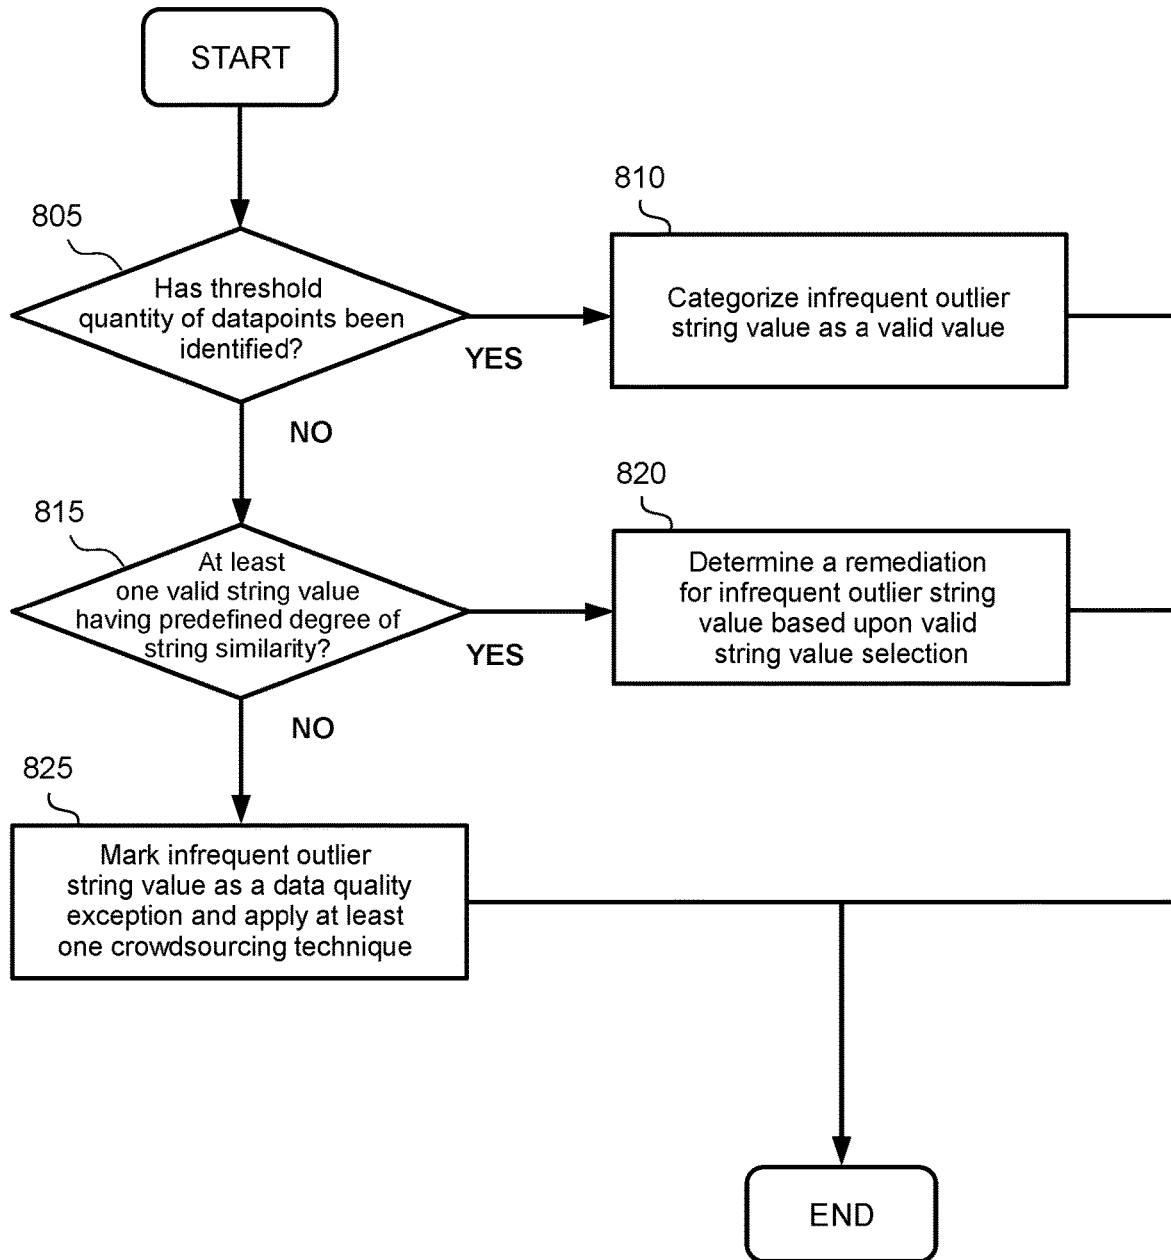 START
805
Has threshold
quantity of datapoints been
identified?
YES
NO
810
Categorize infrequent outlier
string value as a valid value
815
At least
one valid string value
having predefined degree of
string similarity?
YES
NO
820
Determine a remediation
for infrequent outlier string
value based upon valid
string value selection
825
Mark infrequent outlier
string value as a data quality
exception and apply at least
one crowdsourcing technique
END